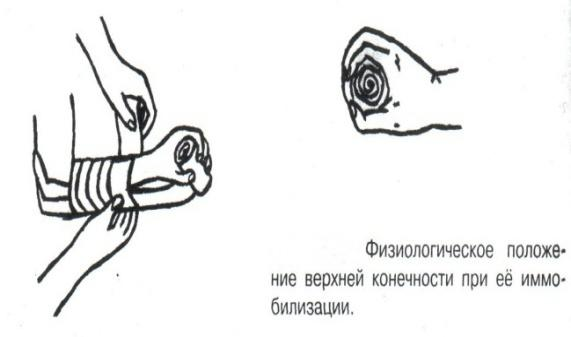 Физиологическое положе-
ние верхней конечности при её иммо-
билизации.